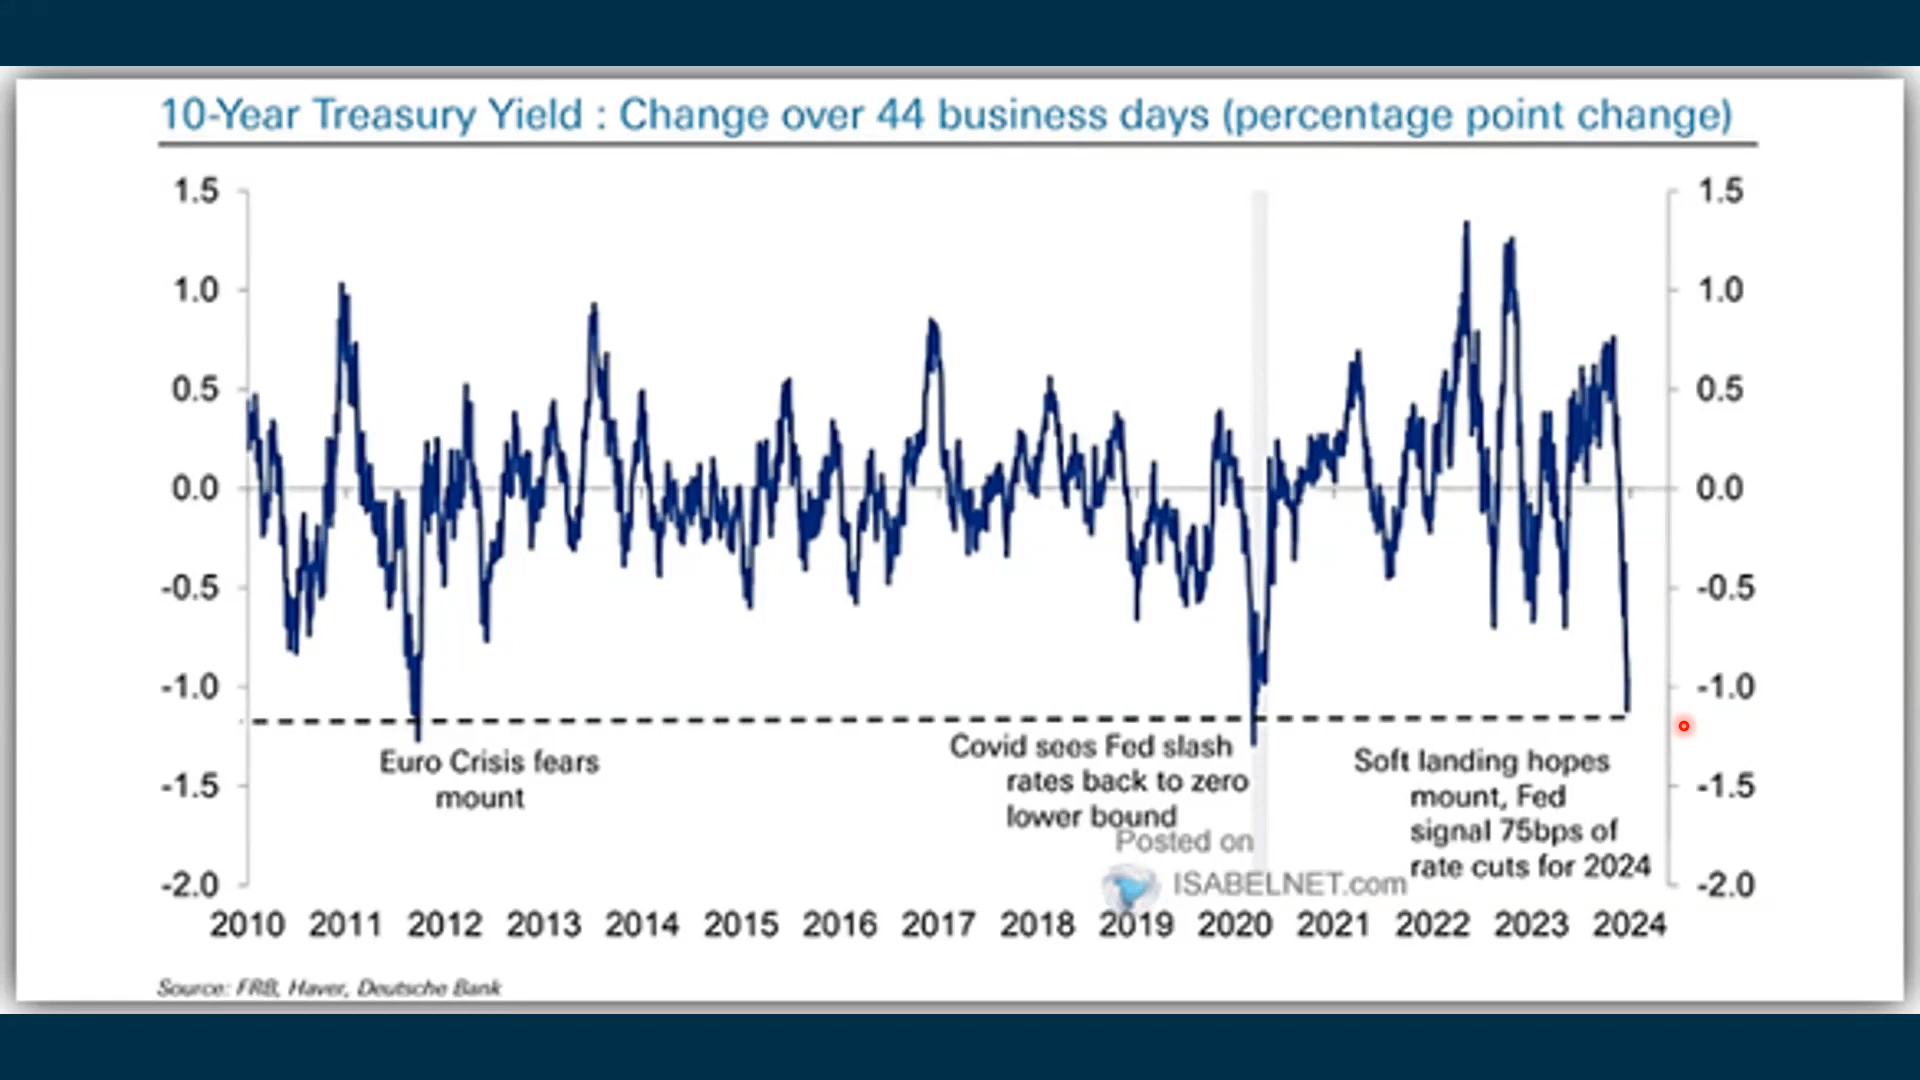 10-Year Treasury Yield : Change over 44 business days (percentage point change)
1.5 1.5
1.0 1.0
0.5 0.5
0.0 0.0
-0.5 -0.5
-1.0 -1.0
-1.5 -1.5
-2.0 -2.0
Euro Crisis fears
mount
Covid sees Fed slash
rates back to zero
lower bound
Soft landing hopes
mount, Fed
signal 75bps of
rate cuts for 2024
Posted on
ISABELNET.com
2010 2011 2012 2013 2014 2015 2016 2017 2018 2019 2020 2021 2022 2023 2024
Source: FRB, Haver, Deutsche Bank